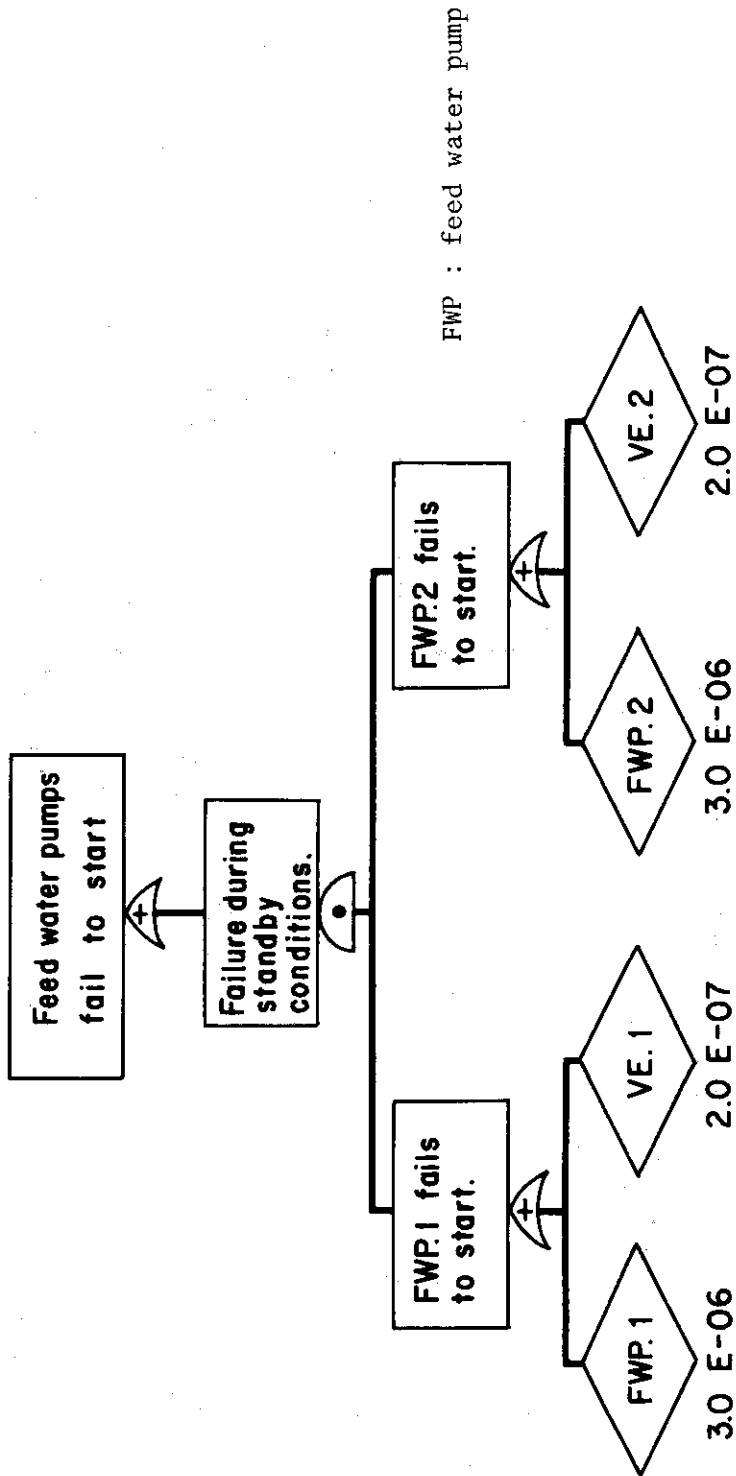 Feed water pumps
fail to start
+
Failure during
standby
conditions.
•
FWP.1 fails
to start.
+
FWP.2 fails
to start.
+
FWP.1
3.0 E-06
VE.1
2.0 E-07
FWP.2
3.0 E-06
VE.2
2.0 E-07
FWP : feed water pump